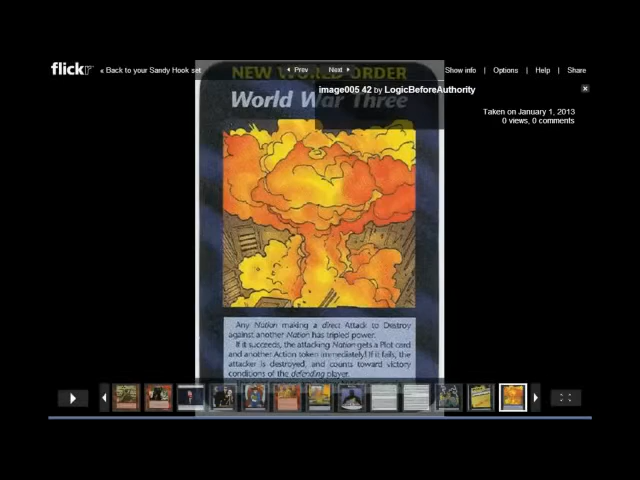 flickr
« Back to your Sandy Hook set
Prev
Next
Show info | Options | Help | Share
NEW WORLD ORDER
World War Three
image005 42 by LogicBeforeAuthority
Taken on January 1, 2013
0 views, 0 comments
Any Nation making a direct Attack to Destroy
against another Nation has tripled power.
If it succeeds, the attacking Nation gets a Plot card
and another Action token immediately! If it fails, the
attacker is destroyed, and counts toward victory
conditions of the defending player.